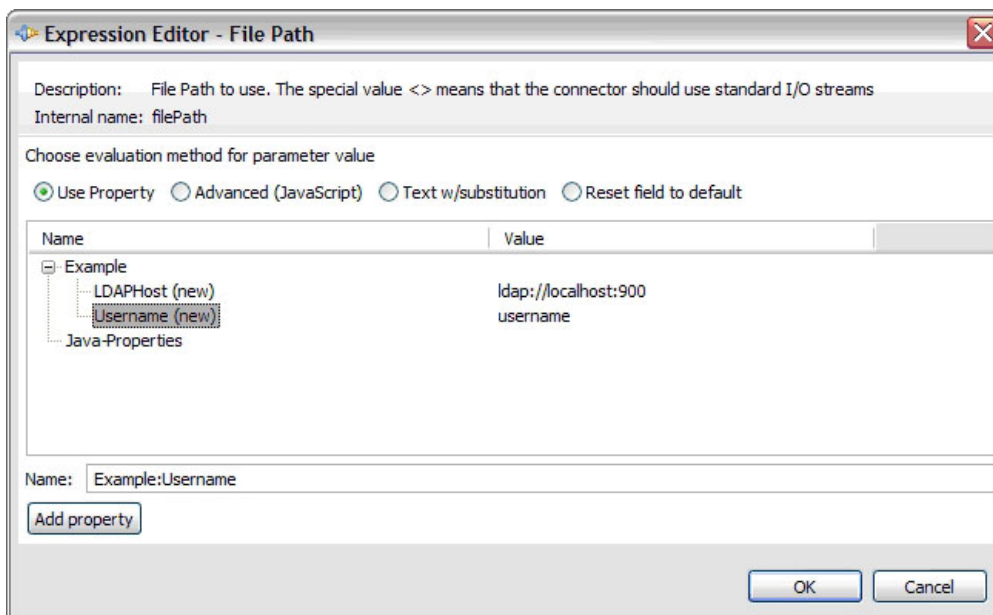 Expression Editor - File Path
Description: File Path to use. The special value <> means that the connector should use standard I/O streams
Internal name: filePath
Choose evaluation method for parameter value
Use Property Advanced (JavaScript) Text w/substitution Reset field to default
Name Value
Example
LDAPHost (new) ldap://localhost:900
Username (new) username
Java-Properties
Name: Example:Username
Add property
OK Cancel